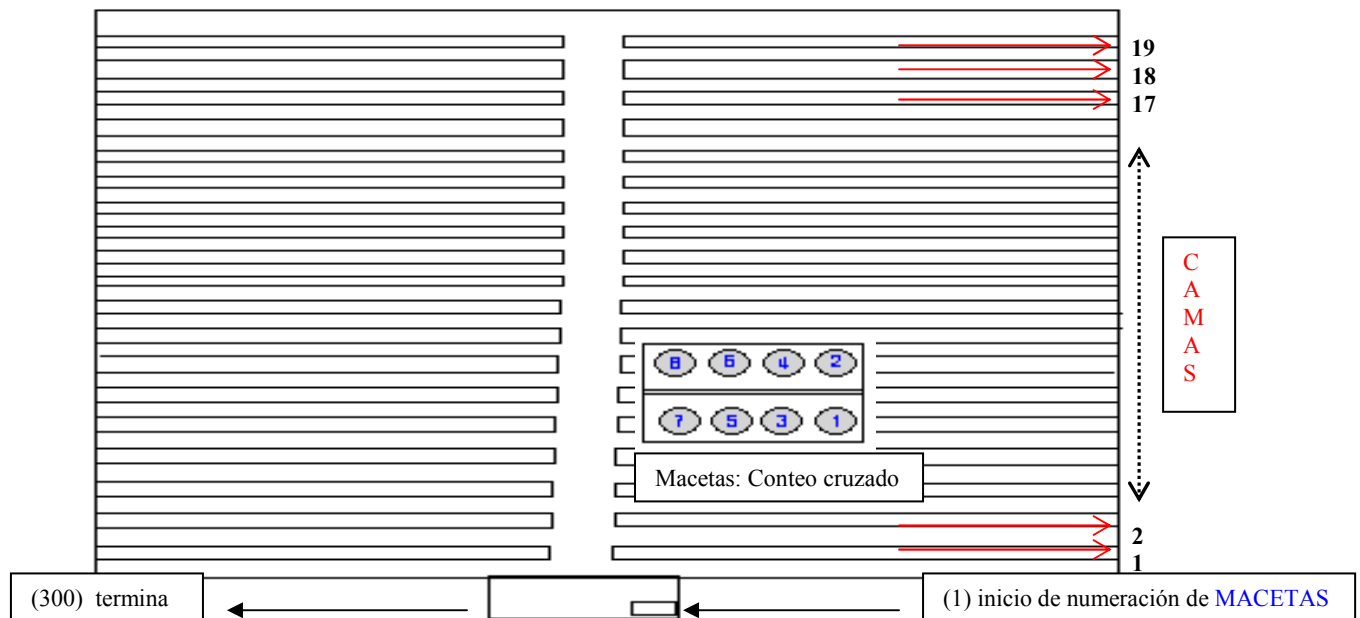 19
18
17
C
A
M
A
S
8 6 4 2
7 5 3 1
Macetas: Conteo cruzado
2
1
(300) termina
(1) inicio de numeración de MACETAS